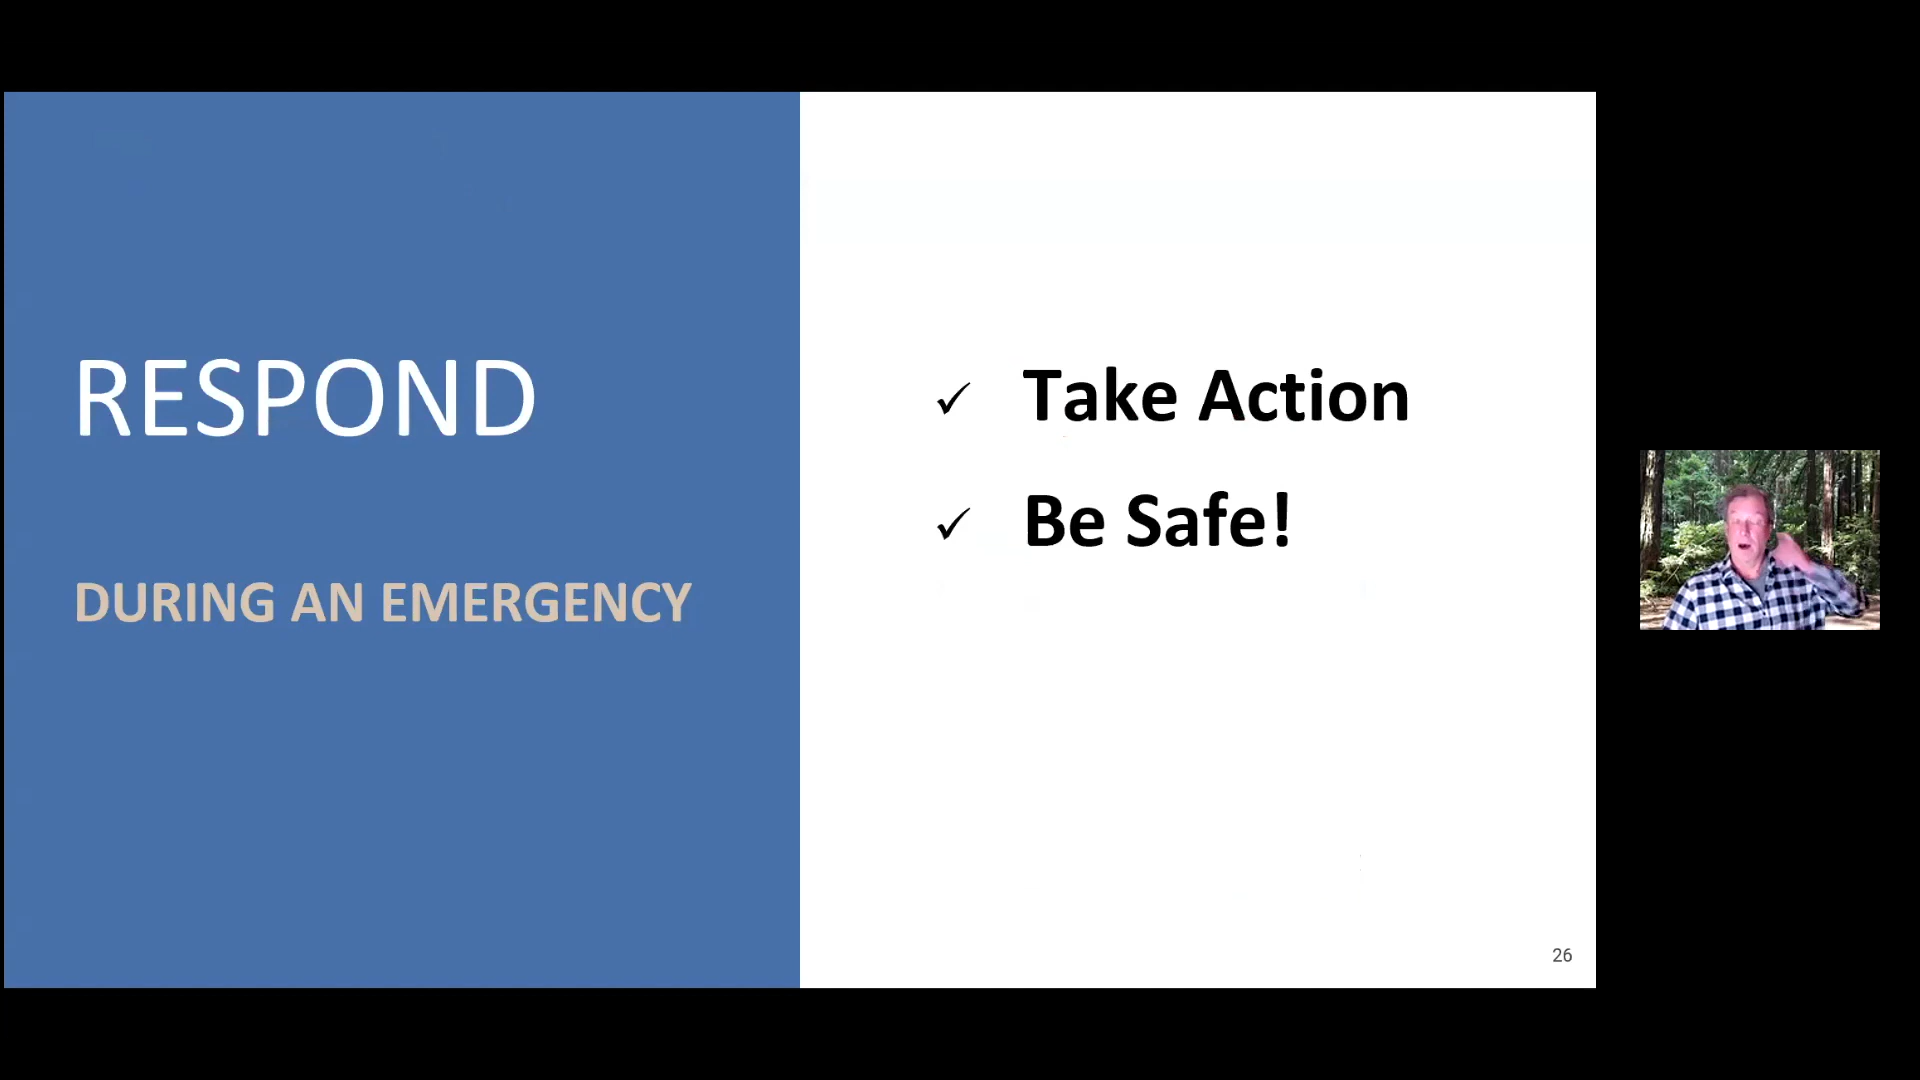 RESPOND
DURING AN EMERGENCY
✓ Take Action
✓ Be Safe!
26